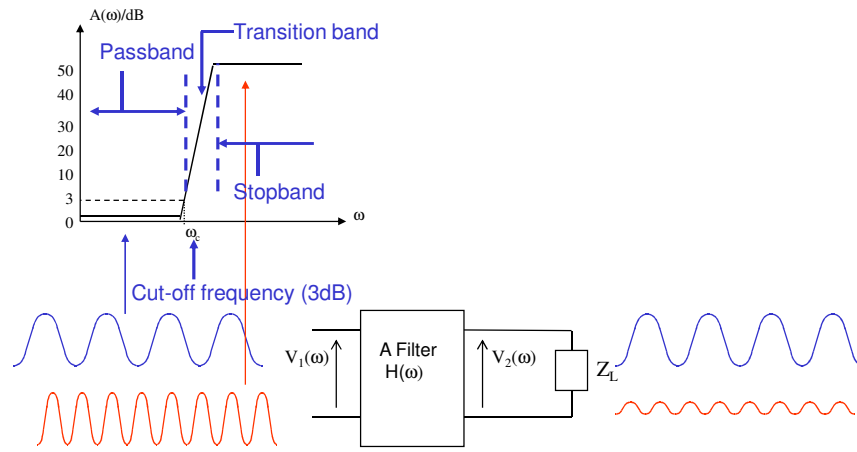 A(ω)/dB
Transition band
Passband
50
40
30
20
10
3
0
Stopband
ω
ω_c
Cut-off frequency (3dB)
V₁(ω)
A Filter
H(ω)
V₂(ω)
Z_L